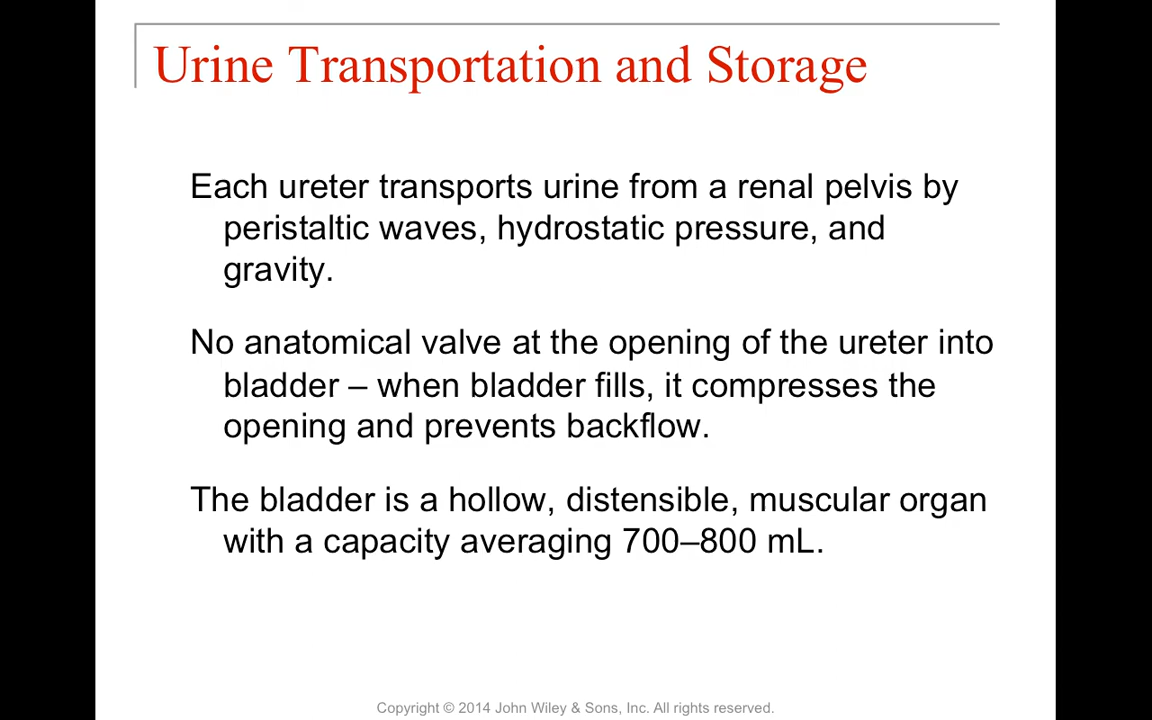 Urine Transportation and Storage
Each ureter transports urine from a renal pelvis by
peristaltic waves, hydrostatic pressure, and
gravity.
No anatomical valve at the opening of the ureter into
bladder – when bladder fills, it compresses the
opening and prevents backflow.
The bladder is a hollow, distensible, muscular organ
with a capacity averaging 700–800 mL.
Copyright © 2014 John Wiley & Sons, Inc. All rights reserved.